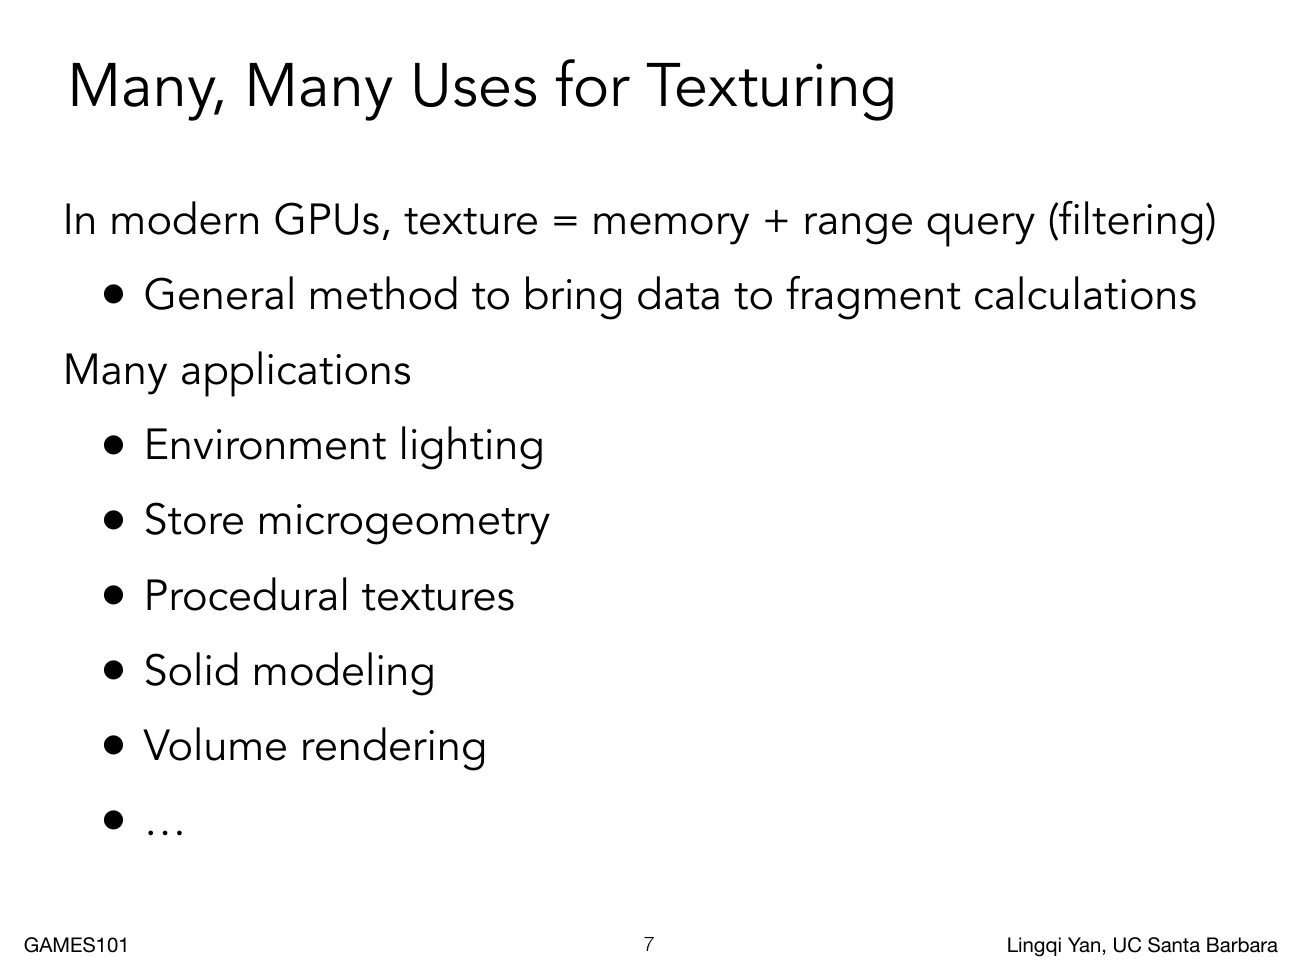 Many, Many Uses for Texturing
In modern GPUs, texture = memory + range query (filtering)
• General method to bring data to fragment calculations
Many applications
• Environment lighting
• Store microgeometry
• Procedural textures
• Solid modeling
• Volume rendering
• …
GAMES101
7
Lingqi Yan, UC Santa Barbara